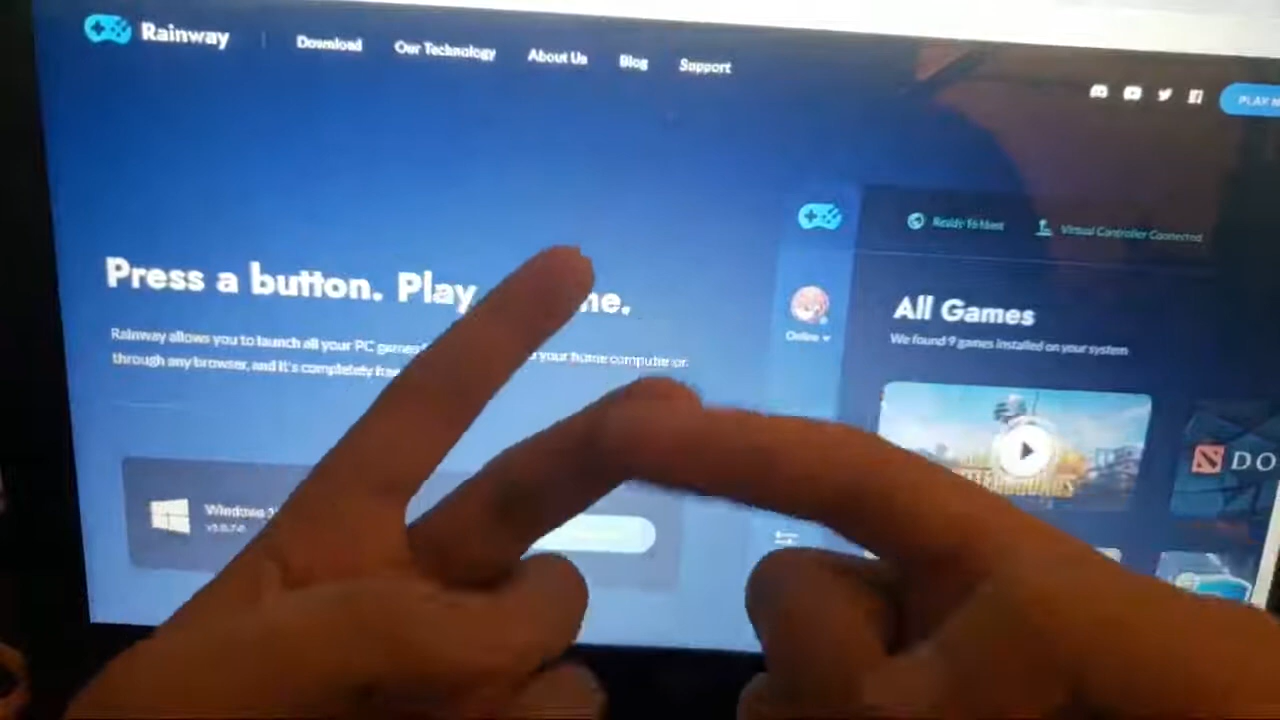 Rainway
Download
Our Technology
About Us
Blog
Support
PLAY
Ready To Host
Virtual Controller Connected
Press a button. Play
Online
All Games
We found 9 games installed on your system
Rainway allows you to launch all your PC games your home computer or
through any browser, and it's completely free
DO
Windows